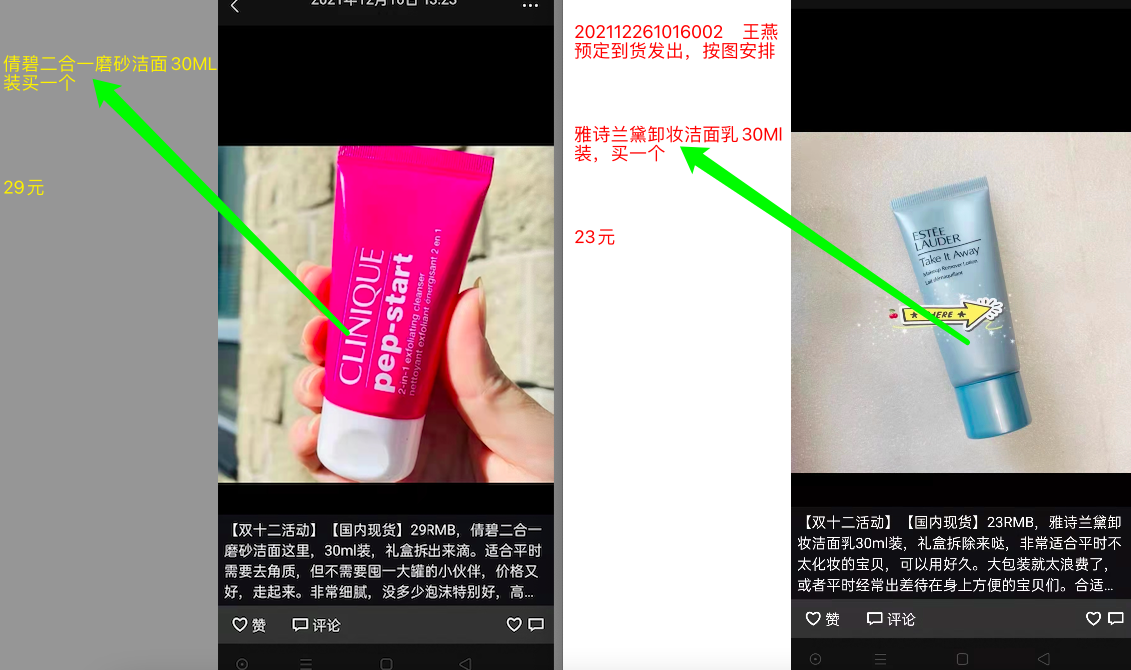 2021年12月16日 13:23
倩碧二合一磨砂洁面30ML
装买一个
29元
CLINIQUE
pep-start
2-in-1 exfoliating cleanser
nettoyant exfoliant énergisant 2 en 1
【双十二活动】【国内现货】29RMB，倩碧二合一
磨砂洁面这里，30ml装，礼盒拆出来滴。适合平时
需要去角质，但不需要囤一大罐的小伙伴，价格又
好，走起来。非常细腻，没多少泡沫特别好，高...
赞
评论
202112261016002 王燕
预定到货发出，按图安排
雅诗兰黛卸妆洁面乳30Ml
装，买一个
23元
ESTĒE
LAUDER
Take It Away
Makeup Remover Lotion
Lait démaquillant
HERE
【双十二活动】【国内现货】23RMB，雅诗兰黛卸
妆洁面乳30ml装，礼盒拆除来哒，非常适合平时不
太化妆的宝贝，可以用好久。大包装就太浪费了，
或者平时经常出差待在身上方便的宝贝们。合适...
赞
评论